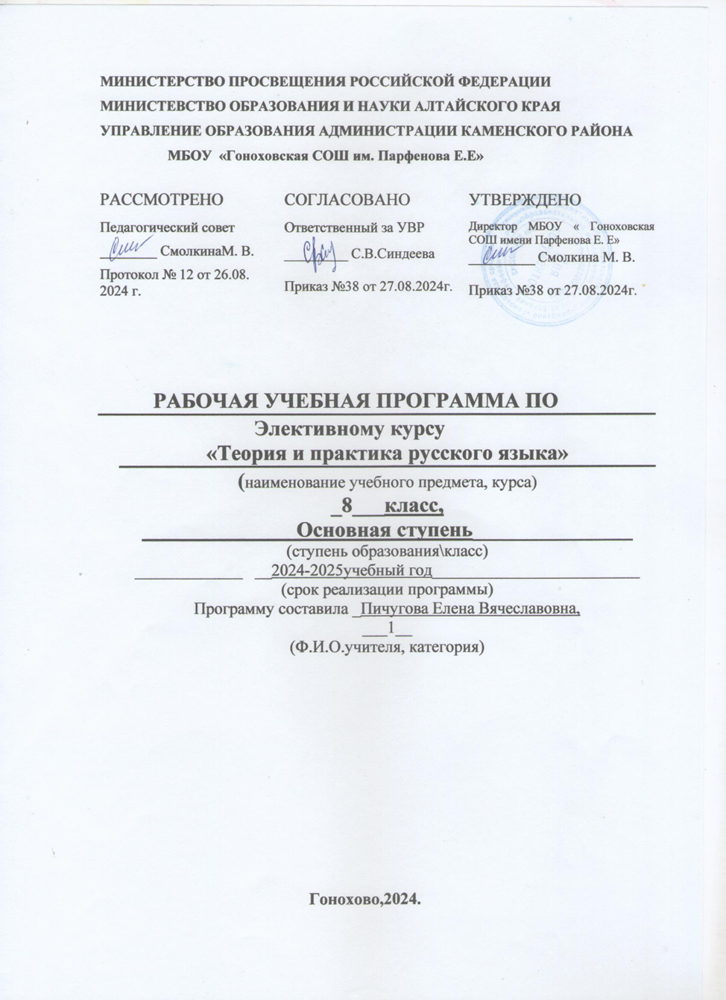 МИНИСТЕРСТВО ПРОСВЕЩЕНИЯ РОССИЙСКОЙ ФЕДЕРАЦИИ
МИНИСТЕВСТВО ОБРАЗОВАНИЯ И НАУКИ АЛТАЙСКОГО КРАЯ
УПРАВЛЕНИЕ ОБРАЗОВАНИЯ АДМИНИСТРАЦИИ КАМЕНСКОГО РАЙОНА
МБОУ «Гоноховская СОШ им. Парфенова Е.Е»
РАССМОТРЕНО
Педагогический совет
_________ СмолкинаМ. В.
Протокол № 12 от 26.08.
2024 г.
СОГЛАСОВАНО
Ответственный за УВР
__________ С.В.Синдеева
Приказ №38 от 27.08.2024г.
УТВЕРЖДЕНО
Директор МБОУ « Гоноховская
СОШ имени Парфенова Е. Е»
__________ Смолкина М. В.
Приказ №38 от 27.08.2024г.
РАБОЧАЯ УЧЕБНАЯ ПРОГРАММА ПО
Элективному курсу
«Теория и практика русского языка»
(наименование учебного предмета, курса)
_8___класс,
Основная ступень
(ступень образования\класс)
2024-2025учебный год
(срок реализации программы)
Программу составила _Пичугова Елена Вячеславовна,
___1__
(Ф.И.О.учителя, категория)
Гонохово,2024.